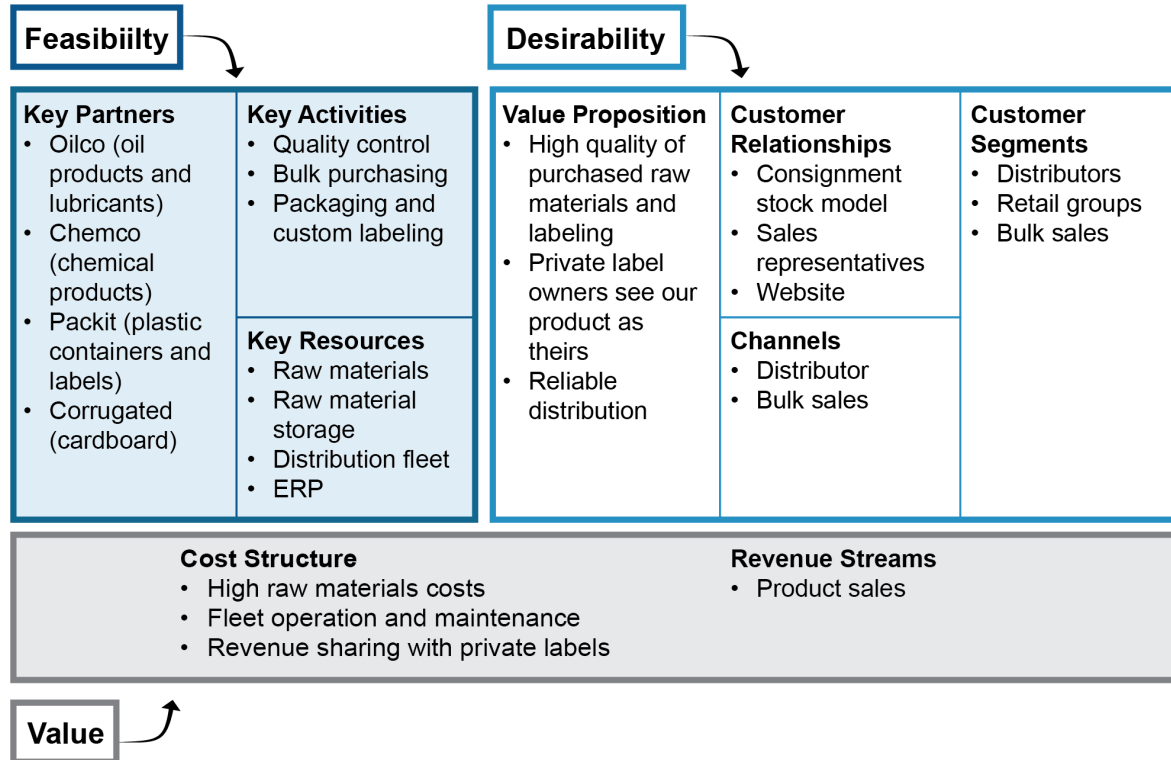 Feasibiilty
Desirability
Key Partners
• Oilco (oil
products and
lubricants)
• Chemco
(chemical
products)
• Packit (plastic
containers and
labels)
• Corrugated
(cardboard)
Key Activities
• Quality control
• Bulk purchasing
• Packaging and
custom labeling
Key Resources
• Raw materials
• Raw material
storage
• Distribution fleet
• ERP
Value Proposition
• High quality of
purchased raw
materials and
labeling
• Private label
owners see our
product as
theirs
• Reliable
distribution
Customer
Relationships
• Consignment
stock model
• Sales
representatives
• Website
Channels
• Distributor
• Bulk sales
Customer
Segments
• Distributors
• Retail groups
• Bulk sales
Cost Structure
• High raw materials costs
• Fleet operation and maintenance
• Revenue sharing with private labels
Revenue Streams
• Product sales
Value